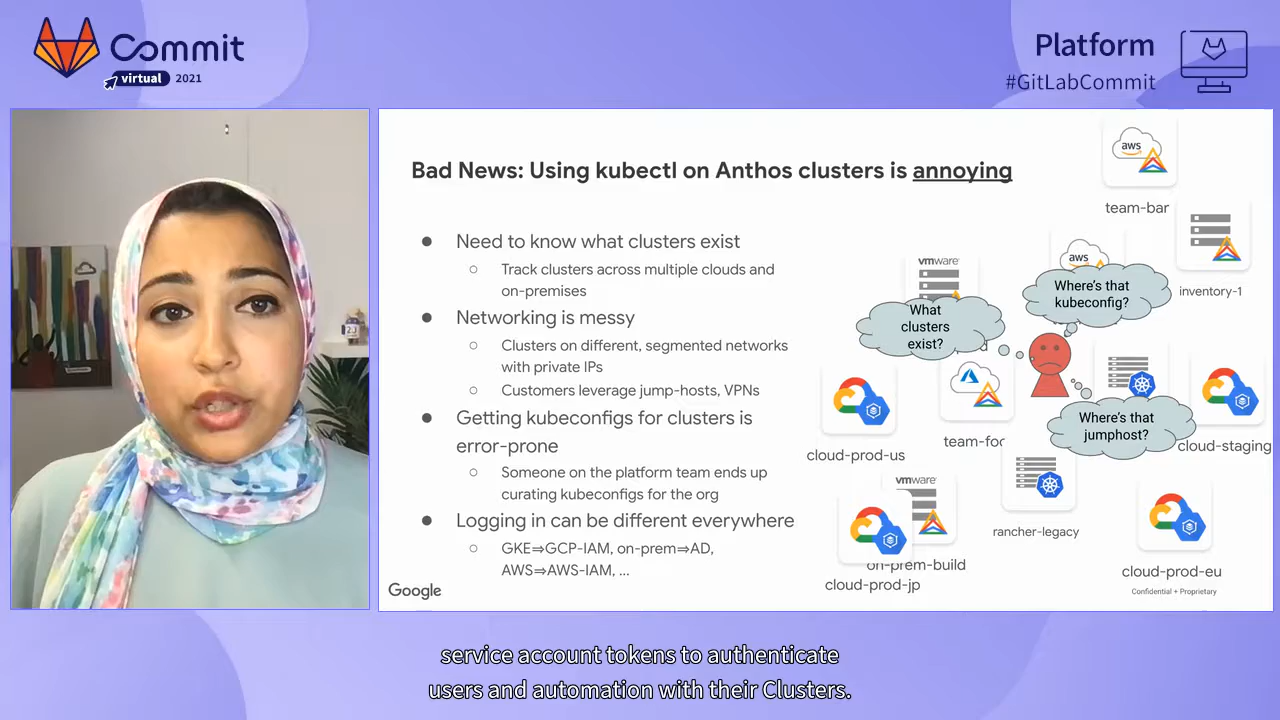 Commit
virtual 2021
Platform
#GitLabCommit
Bad News: Using kubectl on Anthos clusters is annoying
● Need to know what clusters exist
○ Track clusters across multiple clouds and
on-premises
● Networking is messy
○ Clusters on different, segmented networks
with private IPs
○ Customers leverage jump-hosts, VPNs
● Getting kubeconfigs for clusters is
error-prone
○ Someone on the platform team ends up
curating kubeconfigs for the org
● Logging in can be different everywhere
○ GKE⇒GCP-IAM, on-prem⇒AD,
AWS⇒AWS-IAM, ...
aws
team-bar
inventory-1
aws
Where's that
kubeconfig?
vmware
What
clusters
exist?
team-foo
cloud-prod-us
Where's that
jumphost?
cloud-staging
rancher-legacy
vmware
on-prem-build
cloud-prod-jp
cloud-prod-eu
Google
Confidential + Proprietary
service account tokens to authenticate
users and automation with their Clusters.